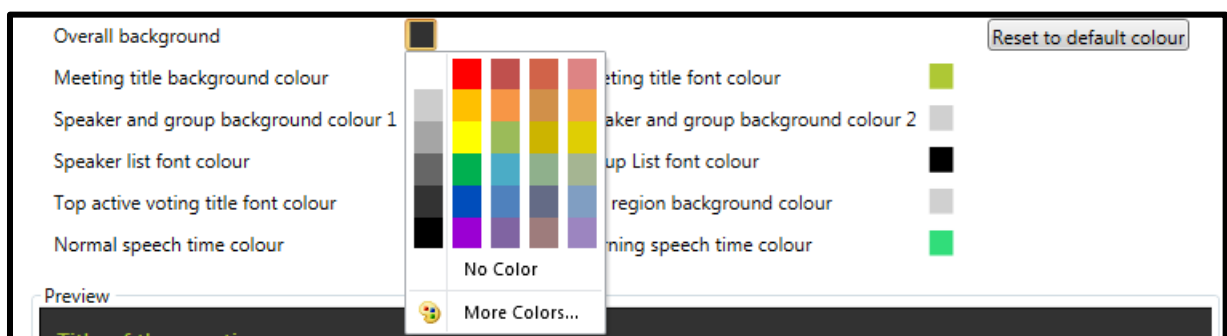 Overall background
Reset to default colour
Meeting title background colour
eting title font colour
Speaker and group background colour 1
aker and group background colour 2
Speaker list font colour
up List font colour
Top active voting title font colour
region background colour
Normal speech time colour
rning speech time colour
No Color
More Colors...
Preview